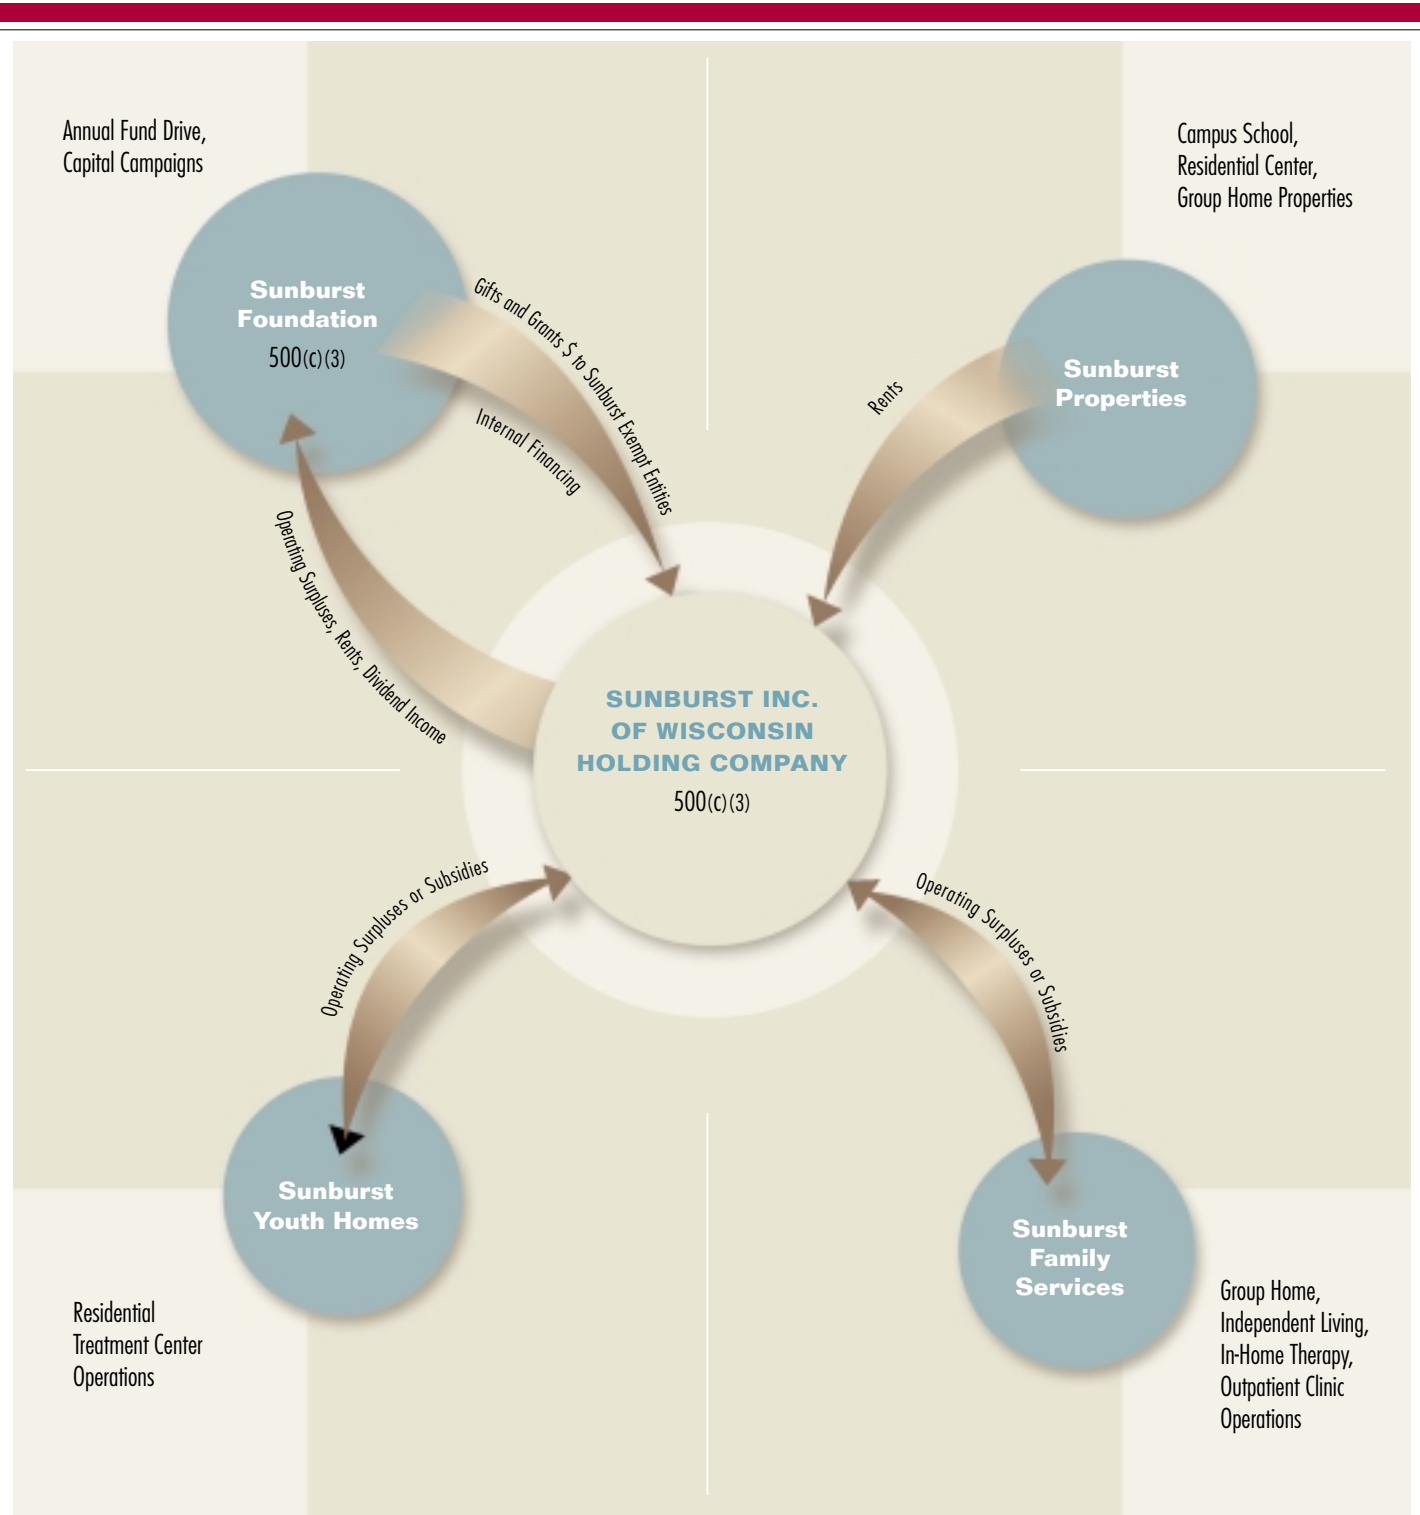 Annual Fund Drive,
Capital Campaigns
Campus School,
Residential Center,
Group Home Properties
Sunburst
Foundation
500(c)(3)
Gifts and Grants $ to Sunburst Exempt Entities
Internal Financing
Rents
Sunburst
Properties
Operating Surpluses, Rents, Dividend Income
SUNBURST INC.
OF WISCONSIN
HOLDING COMPANY
500(c)(3)
Operating Surpluses or Subsidies
Operating Surpluses or Subsidies
Sunburst
Youth Homes
Sunburst
Family
Services
Residential
Treatment Center
Operations
Group Home,
Independent Living,
In-Home Therapy,
Outpatient Clinic
Operations